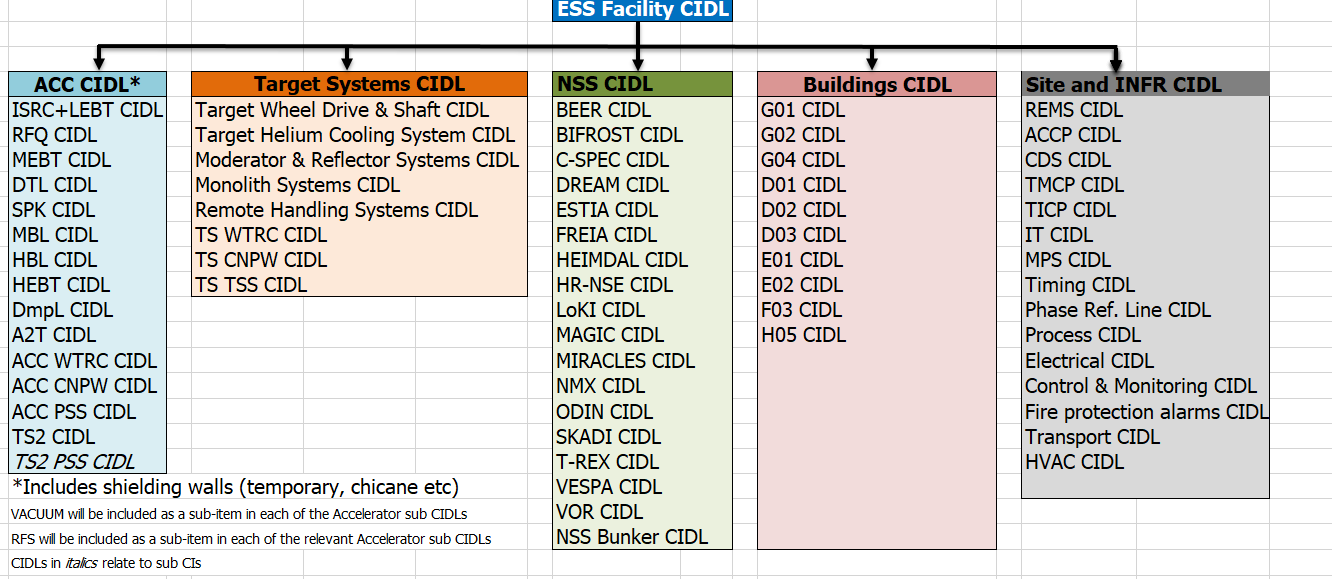 ESS Facility CIDL
ACC CIDL*
ISRC+LEBT CIDL
RFQ CIDL
MEBT CIDL
DTL CIDL
SPK CIDL
MBL CIDL
HBL CIDL
HEBT CIDL
DmpL CIDL
A2T CIDL
ACC WTRC CIDL
ACC CNPW CIDL
ACC PSS CIDL
TS2 CIDL
TS2 PSS CIDL
*Includes shielding walls (temporary, chicane etc)
VACUUM will be included as a sub-item in each of the Accelerator sub CIDLs
RFS will be included as a sub-item in each of the relevant Accelerator sub CIDLs
CIDLs in italics relate to sub CIs
Target Systems CIDL
Target Wheel Drive & Shaft CIDL
Target Helium Cooling System CIDL
Moderator & Reflector Systems CIDL
Monolith Systems CIDL
Remote Handling Systems CIDL
TS WTRC CIDL
TS CNPW CIDL
TS TSS CIDL
NSS CIDL
BEER CIDL
BIFROST CIDL
C-SPEC CIDL
DREAM CIDL
ESTIA CIDL
FREIA CIDL
HEIMDAL CIDL
HR-NSE CIDL
LoKI CIDL
MAGIC CIDL
MIRACLES CIDL
NMX CIDL
ODIN CIDL
SKADI CIDL
T-REX CIDL
VESPA CIDL
VOR CIDL
NSS Bunker CIDL
Buildings CIDL
G01 CIDL
G02 CIDL
G04 CIDL
D01 CIDL
D02 CIDL
D03 CIDL
E01 CIDL
E02 CIDL
F03 CIDL
H05 CIDL
Site and INFR CIDL
REMS CIDL
ACCP CIDL
CDS CIDL
TMCP CIDL
TICP CIDL
IT CIDL
MPS CIDL
Timing CIDL
Phase Ref. Line CIDL
Process CIDL
Electrical CIDL
Control & Monitoring CIDL
Fire protection alarms CIDL
Transport CIDL
HVAC CIDL